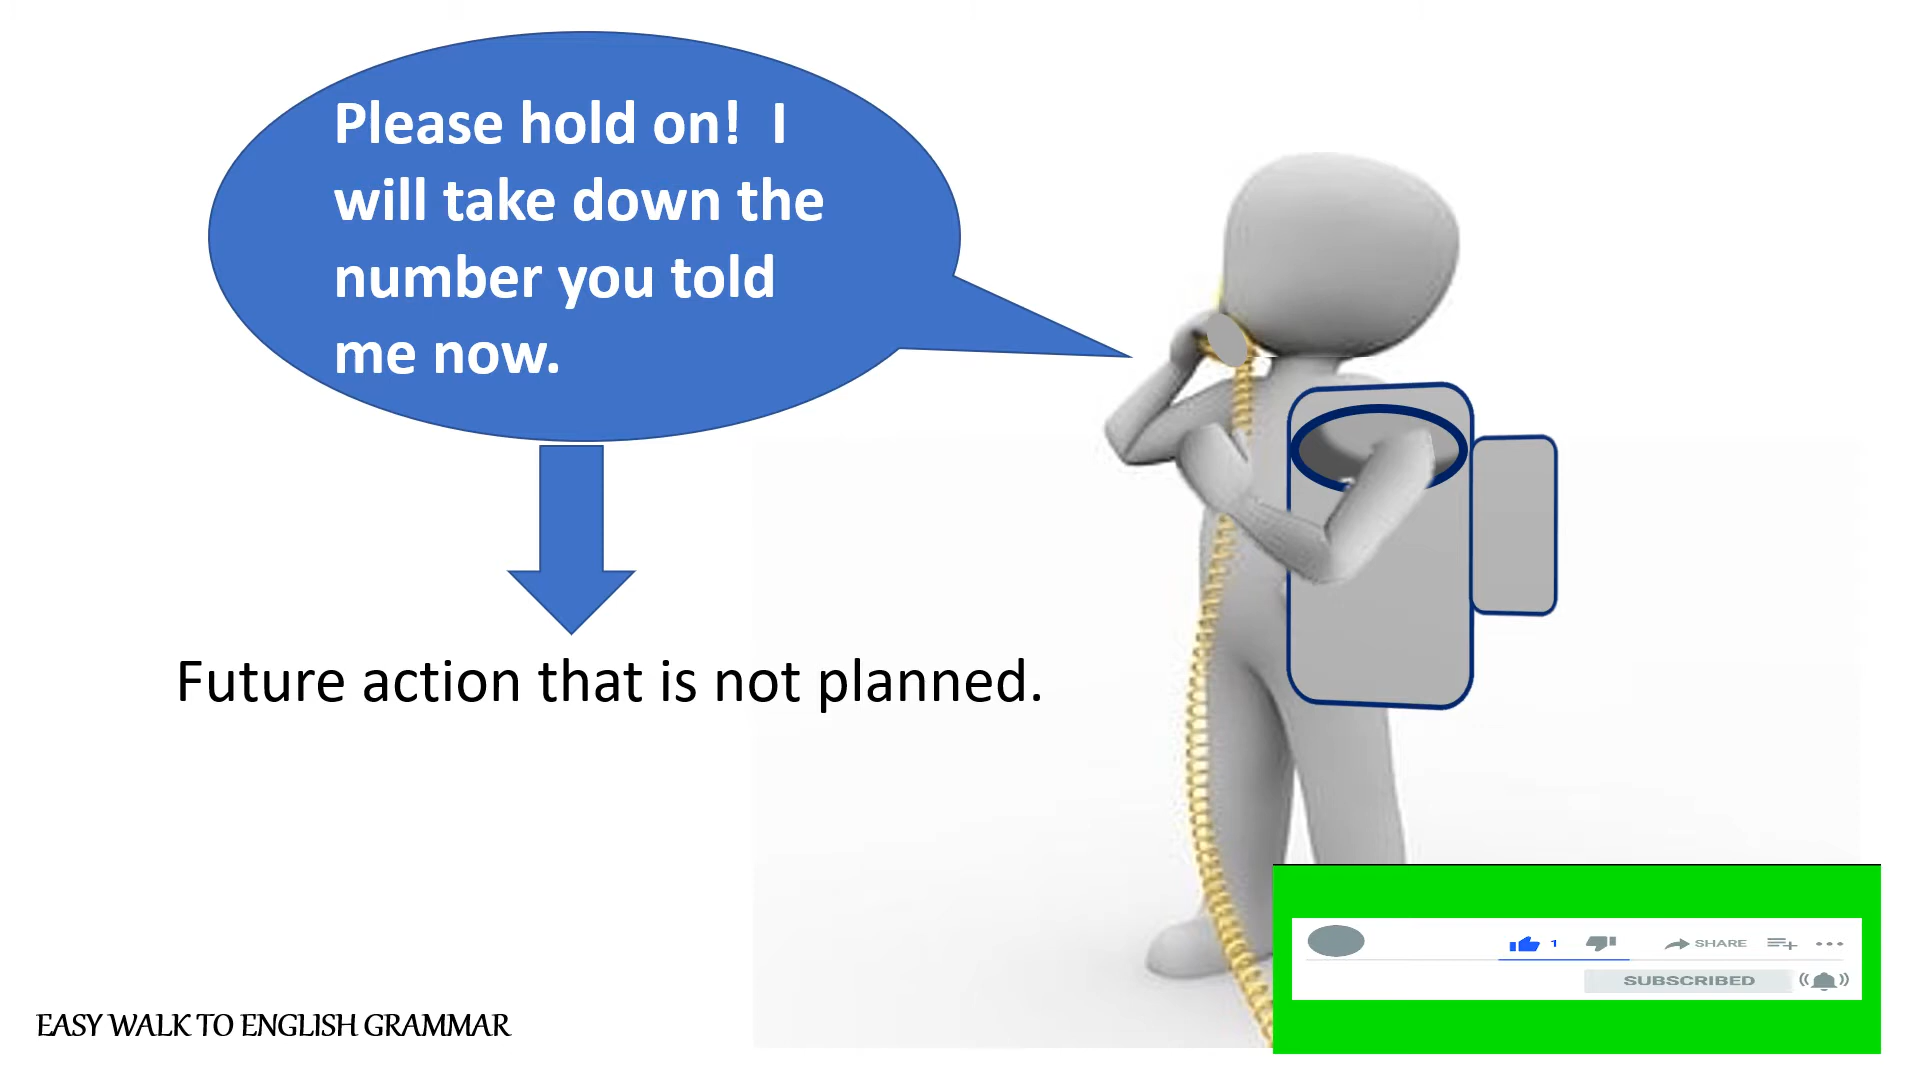 Please hold on!  I
will take down the
number you told
me now.
Future action that is not planned.
1
SHARE
SUBSCRIBED
EASY WALK TO ENGLISH GRAMMAR